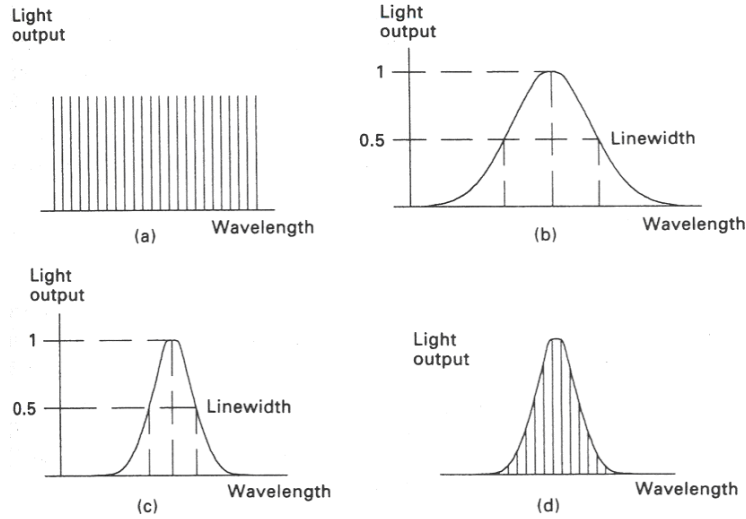 Light
output
Wavelength
(a)
Light
output
1
0.5
Linewidth
Wavelength
(b)
Light
output
1
0.5
Linewidth
Wavelength
(c)
Light
output
Wavelength
(d)